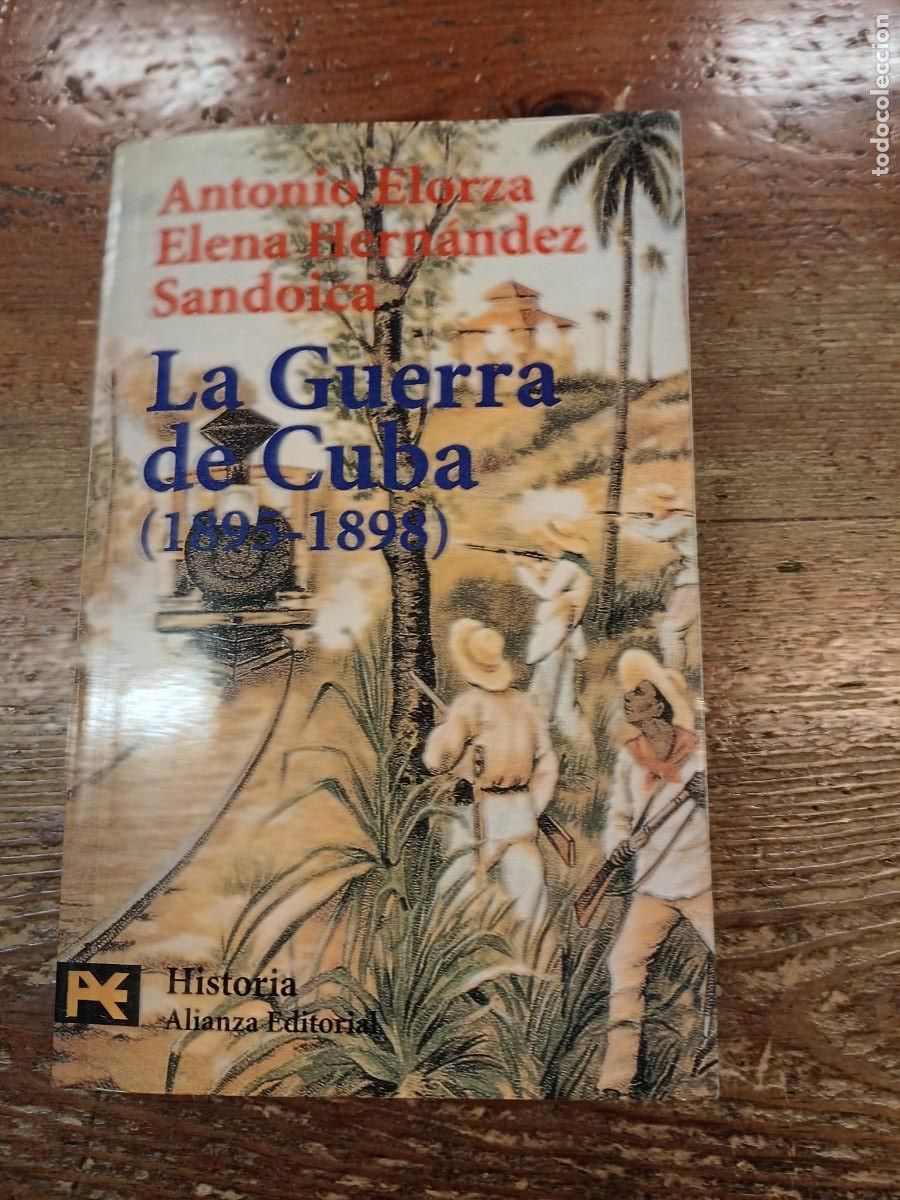 todocoleccion
Antonio Elorza
Elena Hernández
Sandoica
La Guerra
de Cuba
(1895-1898)
Historia
Alianza Editorial